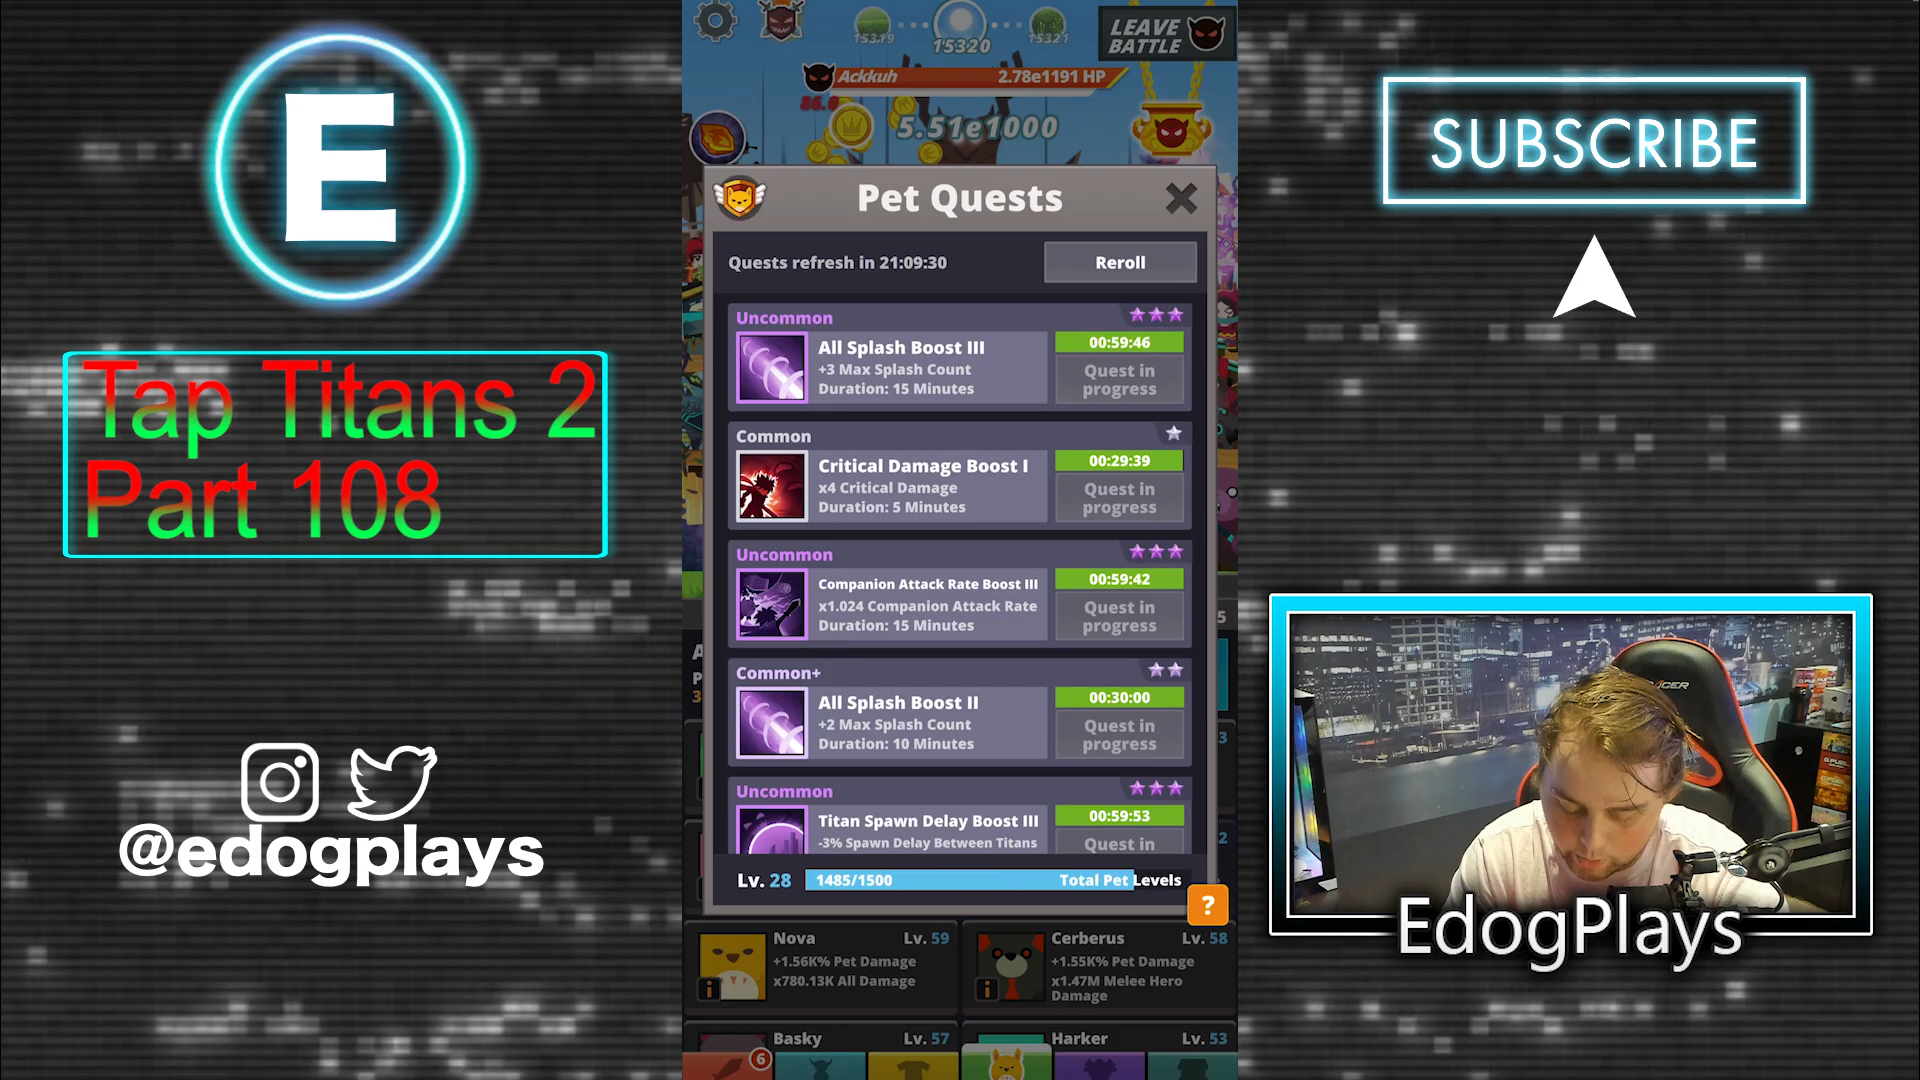 E
Tap Titans 2
Part 108
@edogplays
15319
15320
15321
LEAVE
BATTLE
Ackkuh
2.78e1191 HP
86.0
5.51e1000
Pet Quests
Quests refresh in 21:09:30
Reroll
Uncommon
All Splash Boost III
+3 Max Splash Count
Duration: 15 Minutes
00:59:46
Quest in
progress
Common
Critical Damage Boost I
x4 Critical Damage
Duration: 5 Minutes
00:29:39
Quest in
progress
Uncommon
Companion Attack Rate Boost III
x1.024 Companion Attack Rate
Duration: 15 Minutes
00:59:42
Quest in
progress
Common+
All Splash Boost II
+2 Max Splash Count
Duration: 10 Minutes
00:30:00
Quest in
progress
Uncommon
Titan Spawn Delay Boost III
-3% Spawn Delay Between Titans
00:59:53
Quest in
Lv. 28
1485/1500
Total Pet Levels
?
Nova
Lv. 59
+1.56K% Pet Damage
x780.13K All Damage
Cerberus
Lv. 58
+1.55K% Pet Damage
x1.47M Melee Hero
Damage
Basky
Lv. 57
Harker
Lv. 53
6
SUBSCRIBE
EdogPlays